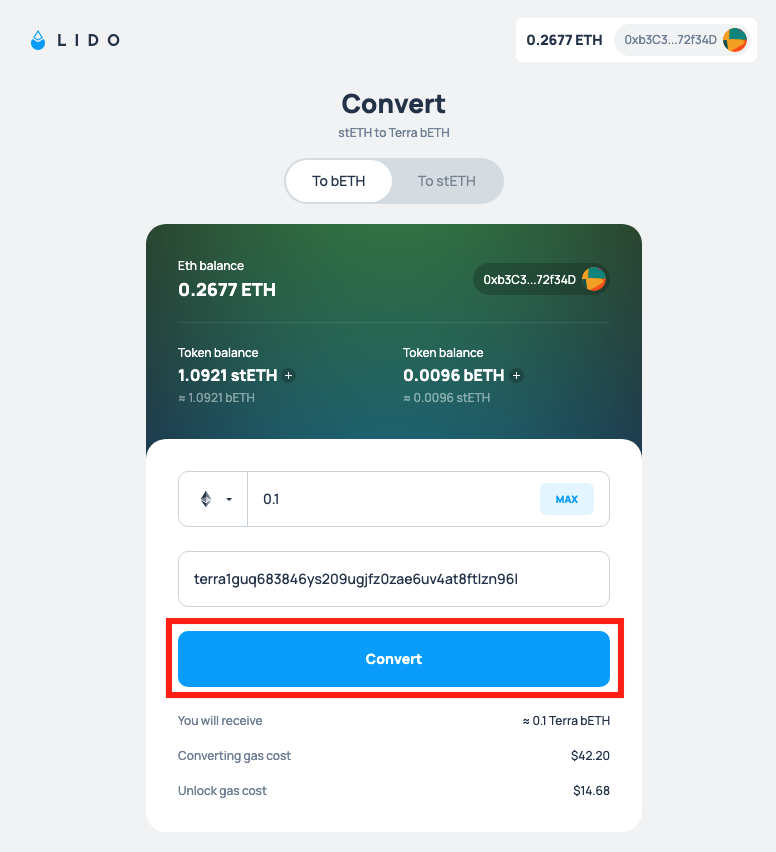 LIDO
0.2677 ETH 0xb3C3...72f34D
Convert
stETH to Terra bETH
To bETH To stETH
Eth balance
0.2677 ETH
0xb3C3...72f34D
Token balance Token balance
1.0921 stETH + 0.0096 bETH +
≈ 1.0921 bETH ≈ 0.0096 stETH
0.1 MAX
terra1guq683846ys209ugjfz0zae6uv4at8ftlzn96l
Convert
You will receive ≈ 0.1 Terra bETH
Converting gas cost $42.20
Unlock gas cost $14.68